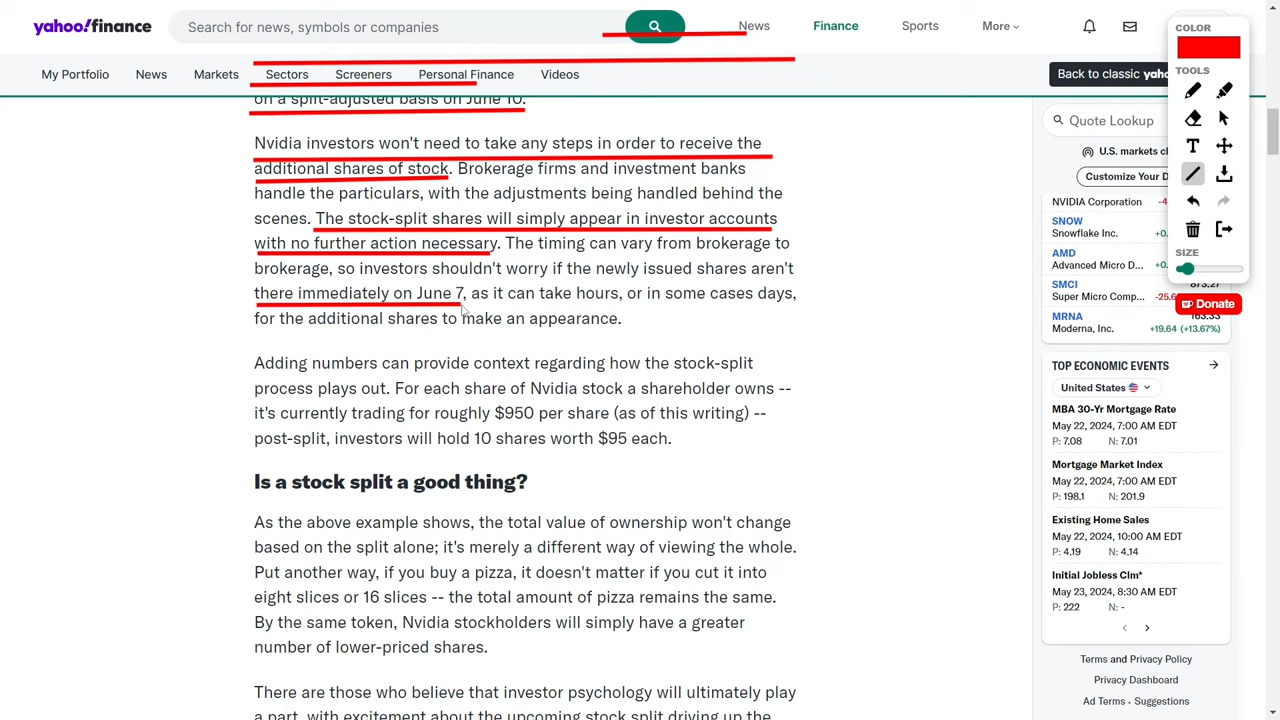 yahoo!finance
Search for news, symbols or companies
News
Finance
Sports
More
My Portfolio
News
Markets
Sectors
Screeners
Personal Finance
Videos
Back to classic
on a split-adjusted basis on June 10.
Nvidia investors won't need to take any steps in order to receive the
additional shares of stock. Brokerage firms and investment banks
handle the particulars, with the adjustments being handled behind the
scenes. The stock-split shares will simply appear in investor accounts
with no further action necessary. The timing can vary from brokerage to
brokerage, so investors shouldn't worry if the newly issued shares aren't
there immediately on June 7, as it can take hours, or in some cases days,
for the additional shares to make an appearance.
Adding numbers can provide context regarding how the stock-split
process plays out. For each share of Nvidia stock a shareholder owns --
it's currently trading for roughly $950 per share (as of this writing) --
post-split, investors will hold 10 shares worth $95 each.
Is a stock split a good thing?
As the above example shows, the total value of ownership won't change
based on the split alone; it's merely a different way of viewing the whole.
Put another way, if you buy a pizza, it doesn't matter if you cut it into
eight slices or 16 slices -- the total amount of pizza remains the same.
By the same token, Nvidia stockholders will simply have a greater
number of lower-priced shares.
There are those who believe that investor psychology will ultimately play
a part, with excitement about the upcoming stock split driving up the
Quote Lookup
U.S. markets
Customize Your
NVIDIA Corporation
SNOW
Snowflake Inc.
AMD
Advanced Micro D...
SMCI
Super Micro Comp...
MRNA
Moderna, Inc.
+19.64 (+13.67%)
TOP ECONOMIC EVENTS
United States
MBA 30-Yr Mortgage Rate
May 22, 2024, 7:00 AM EDT
P: 7.08 N: 7.01
Mortgage Market Index
May 22, 2024, 7:00 AM EDT
P: 198.1 N: 201.9
Existing Home Sales
May 22, 2024, 10:00 AM EDT
P: 4.19 N: 4.14
Initial Jobless Clm*
May 23, 2024, 8:30 AM EDT
P: 222 N: -
Terms and Privacy Policy
Privacy Dashboard
Ad Terms • Suggestions
COLOR
TOOLS
T
SIZE
Donate